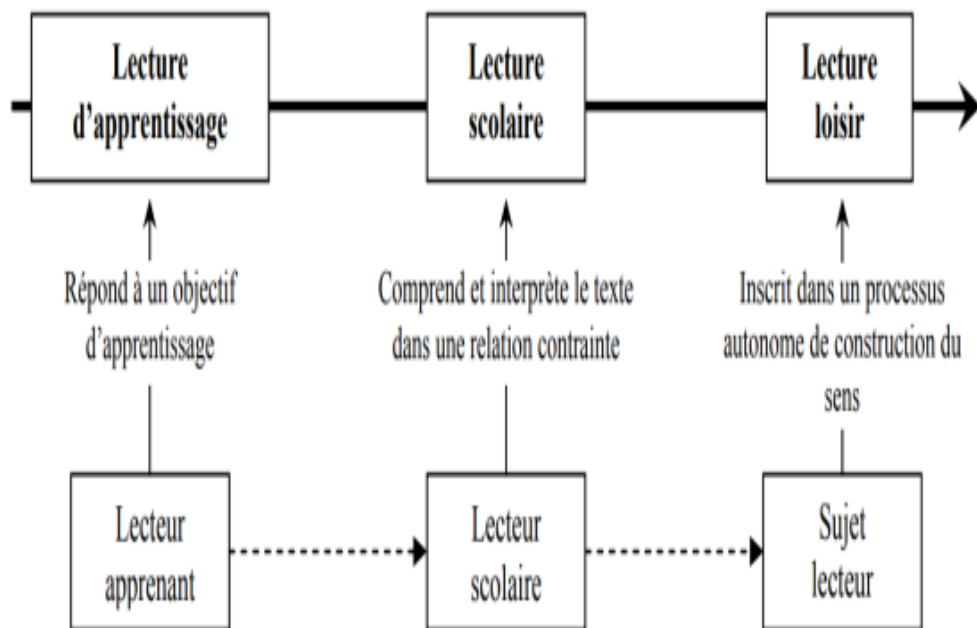 Lecture
d'apprentissage
Lecture
scolaire
Lecture
loisir
Répond à un objectif
d'apprentissage
Comprend et interprète le texte
dans une relation contrainte
Inscrit dans un processus
autonome de construction du
sens
Lecteur
apprenant
Lecteur
scolaire
Sujet
lecteur